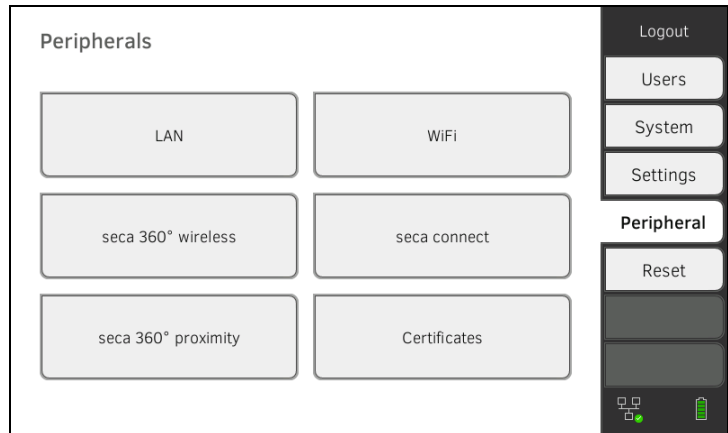 Peripherals
LAN
WiFi
seca 360° wireless
seca connect
seca 360° proximity
Certificates
Logout
Users
System
Settings
Peripheral
Reset